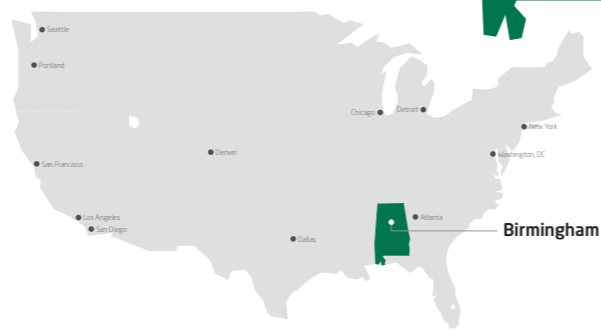 Seattle
Portland
Chicago
Detroit
New York
Denver
Washington, DC
San Francisco
Los Angeles
Atlanta
San Diego
Birmingham
Dallas